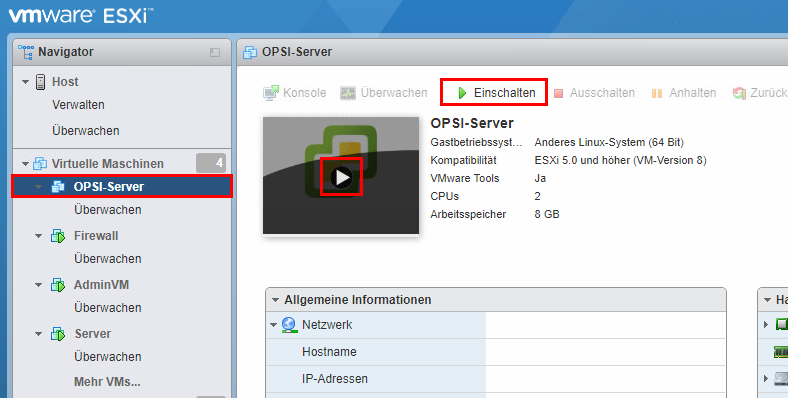 vmware ESXi™
Navigator
Host
Verwalten
Überwachen
Virtuelle Maschinen 4
OPSI-Server
Überwachen
Firewall
Überwachen
AdminVM
Überwachen
Server
Überwachen
Mehr VMs...
OPSI-Server
Konsole Überwachen Einschalten Ausschalten Anhalten Zurück
OPSI-Server
Gastbetriebssyst... Anderes Linux-System (64 Bit)
Kompatibilität ESXi 5.0 und höher (VM-Version 8)
VMware Tools Ja
CPUs 2
Arbeitsspeicher 8 GB
Allgemeine Informationen
Netzwerk
Hostname
IP-Adressen
Ha